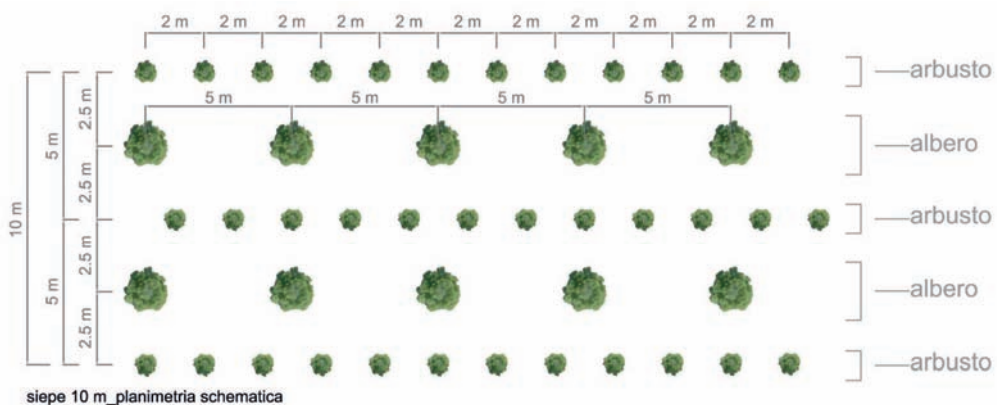 2 m 2 m 2 m 2 m 2 m 2 m 2 m 2 m 2 m 2 m 2 m
arbusto
5 m 5 m 5 m 5 m
albero
arbusto
albero
arbusto
10 m
5 m
5 m
2.5 m
2.5 m
2.5 m
2.5 m
siepe 10 m_planimetria schematica